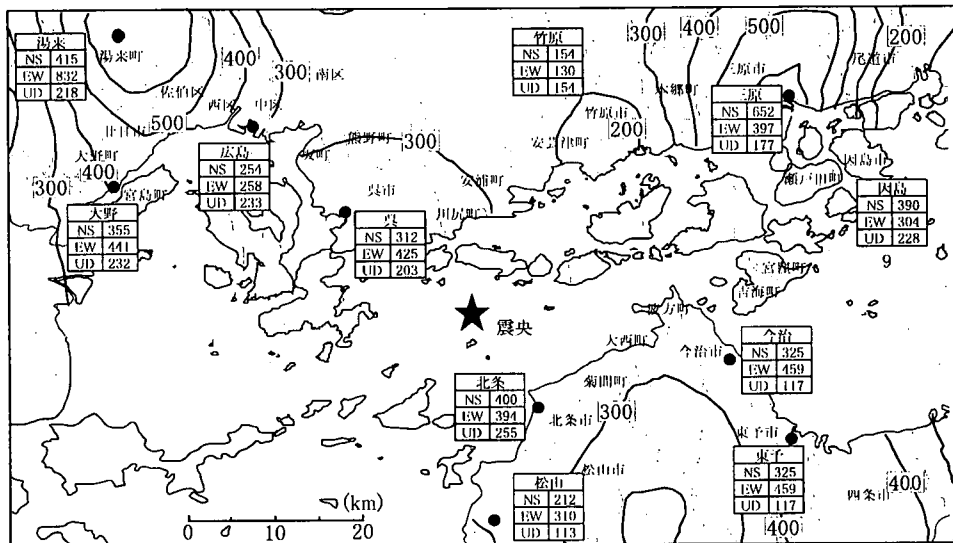 湯来
NS 415
EW 832
UD 218
湯来町
佐伯区
西区
中区
南区
400
300
500
廿日市市
大野町
400
300
宮島町
大野
NS 355
EW 441
UD 232
広島
NS 254
EW 258
UD 233
坂町
熊野町
300
呉市
安浦町
川尻町
呉
NS 312
EW 425
UD 203
竹原
NS 154
EW 130
UD 154
竹原市
安芸津町
200
300
400
500
200
本郷町
三原市
尾道市
三原
NS 652
EW 397
UD 177
瀬戸田町
因島市
因島
NS 390
EW 304
UD 228
9
宮窪町
吉海町
波方町
大西町
今治市
今治
NS 325
EW 459
UD 117
震央
北条
NS 400
EW 394
UD 255
北条市
菊間町
300
松山市
松山
NS 212
EW 310
UD 113
東予市
東予
NS 325
EW 459
UD 117
400
400
(km)
0 10 20